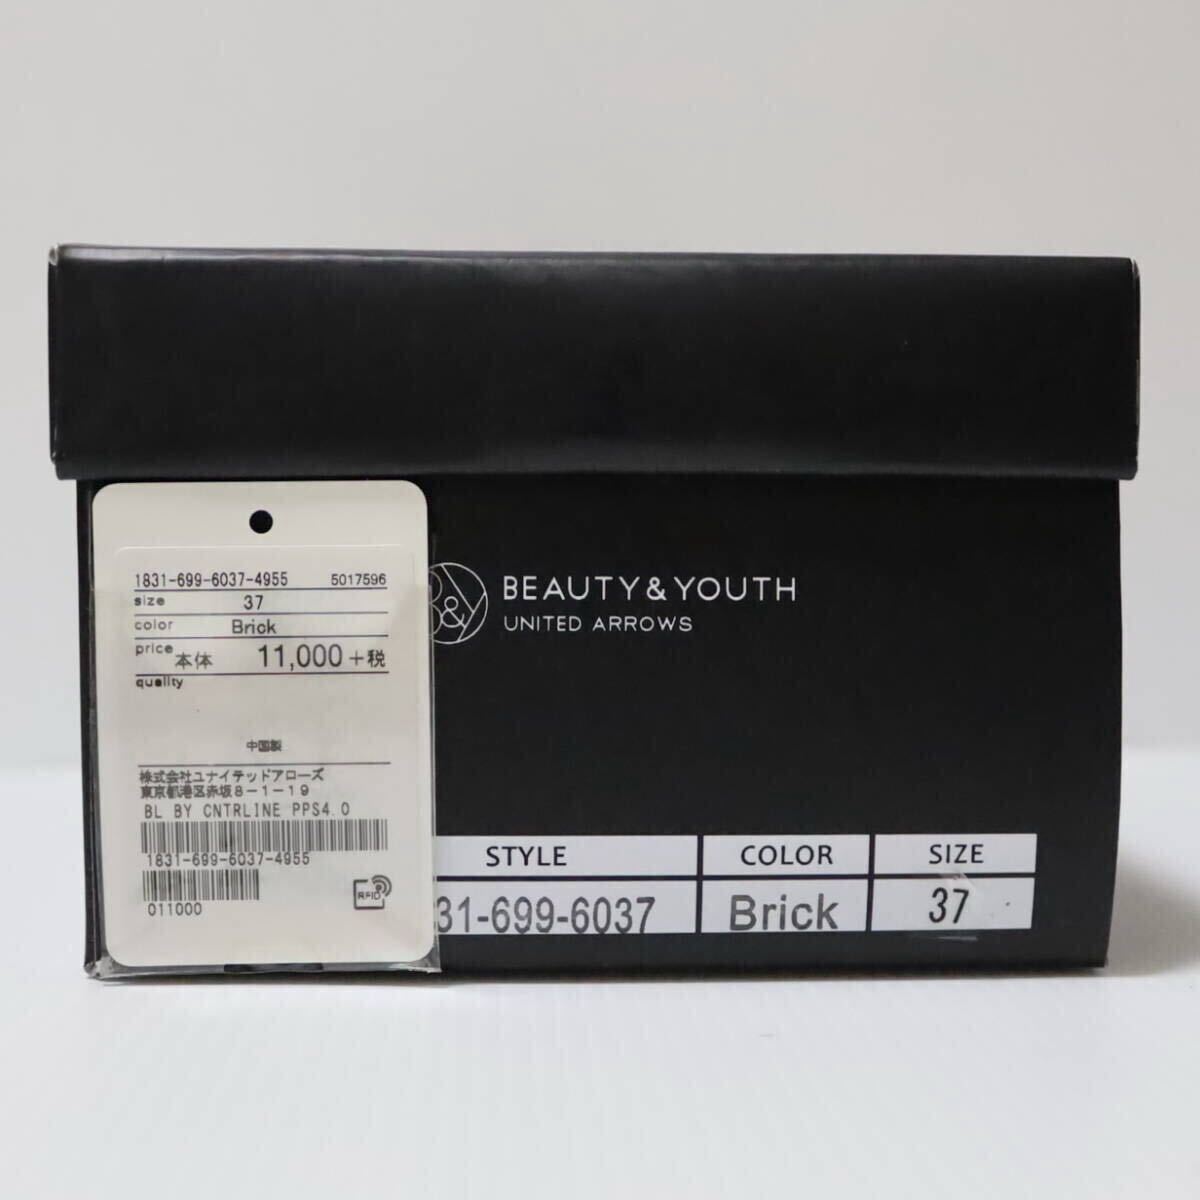 1831-699-6037-4955 5017596
size 37
color Brick
price 本体 11,000+税
quality
中国製
株式会社ユナイテッドアローズ
東京都港区赤坂8-1-19
BL BY CNTRLINE PPS4.0
1831-699-6037-4955
011000
RFID
B&Y
BEAUTY&YOUTH
UNITED ARROWS
STYLE COLOR SIZE
31-699-6037 Brick 37